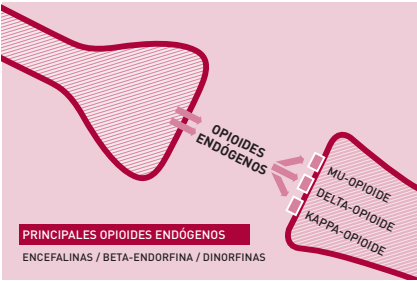 OPIOIDES
ENDÓGENOS
MU-OPIOIDE
DELTA-OPIOIDE
KAPPA-OPIOIDE
PRINCIPALES OPIOIDES ENDÓGENOS
ENCEFALINAS / BETA-ENDORFINA / DINORFINAS